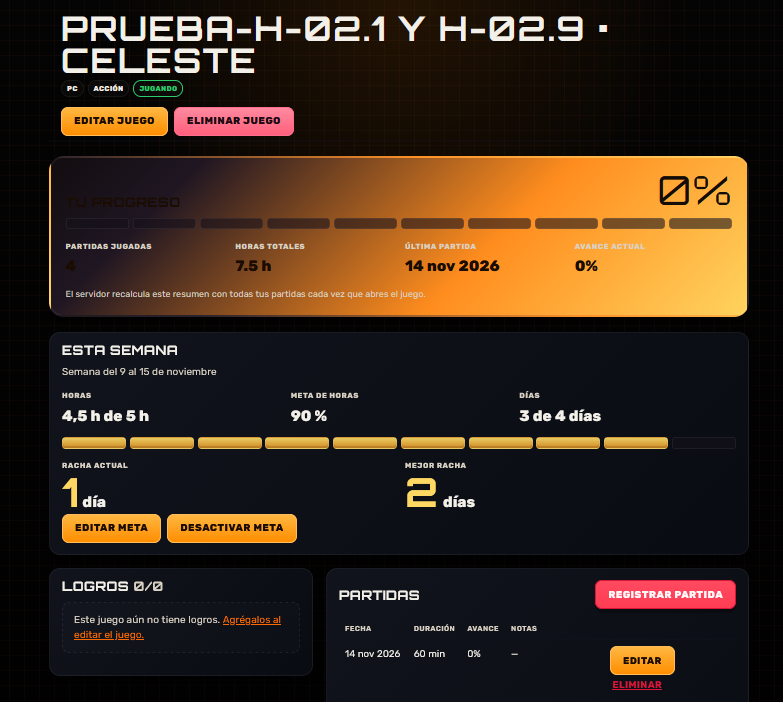 PRUEBA-H-02.1 Y H-02.9 ·
CELESTE
PC ACCIÓN JUGANDO
EDITAR JUEGO ELIMINAR JUEGO
TU PROGRESO 0%
PARTIDAS JUGADAS HORAS TOTALES ÚLTIMA PARTIDA AVANCE ACTUAL
4 7.5 h 14 nov 2026 0%
El servidor recalcula este resumen con todas tus partidas cada vez que abres el juego.
ESTA SEMANA
Semana del 9 al 15 de noviembre
HORAS META DE HORAS DÍAS
4,5 h de 5 h 90 % 3 de 4 días
RACHA ACTUAL MEJOR RACHA
1 día 2 días
EDITAR META DESACTIVAR META
LOGROS 0/0
Este juego aún no tiene logros. Agrégalos al
editar el juego.
PARTIDAS REGISTRAR PARTIDA
FECHA DURACIÓN AVANCE NOTAS
14 nov 2026 60 min 0% — EDITAR
ELIMINAR